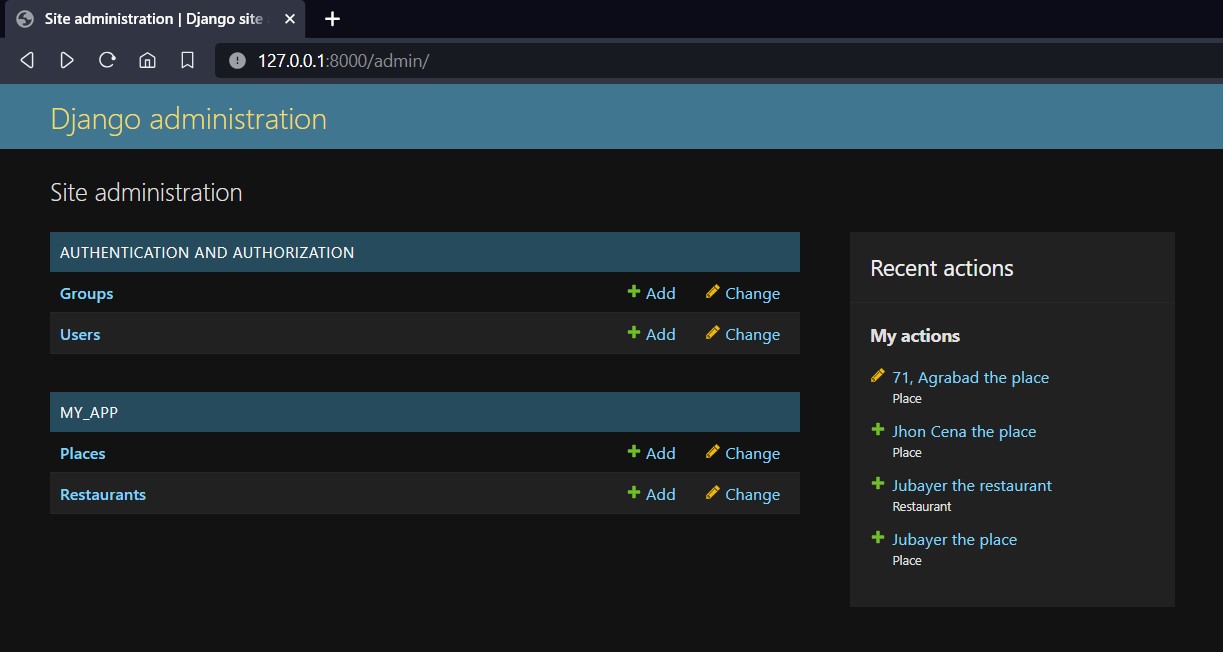 Site administration | Django site
127.0.0.1:8000/admin/
Django administration
Site administration
AUTHENTICATION AND AUTHORIZATION
Groups Add Change
Users Add Change
MY_APP
Places Add Change
Restaurants Add Change
Recent actions
My actions
71, Agrabad the place
Place
Jhon Cena the place
Place
Jubayer the restaurant
Restaurant
Jubayer the place
Place